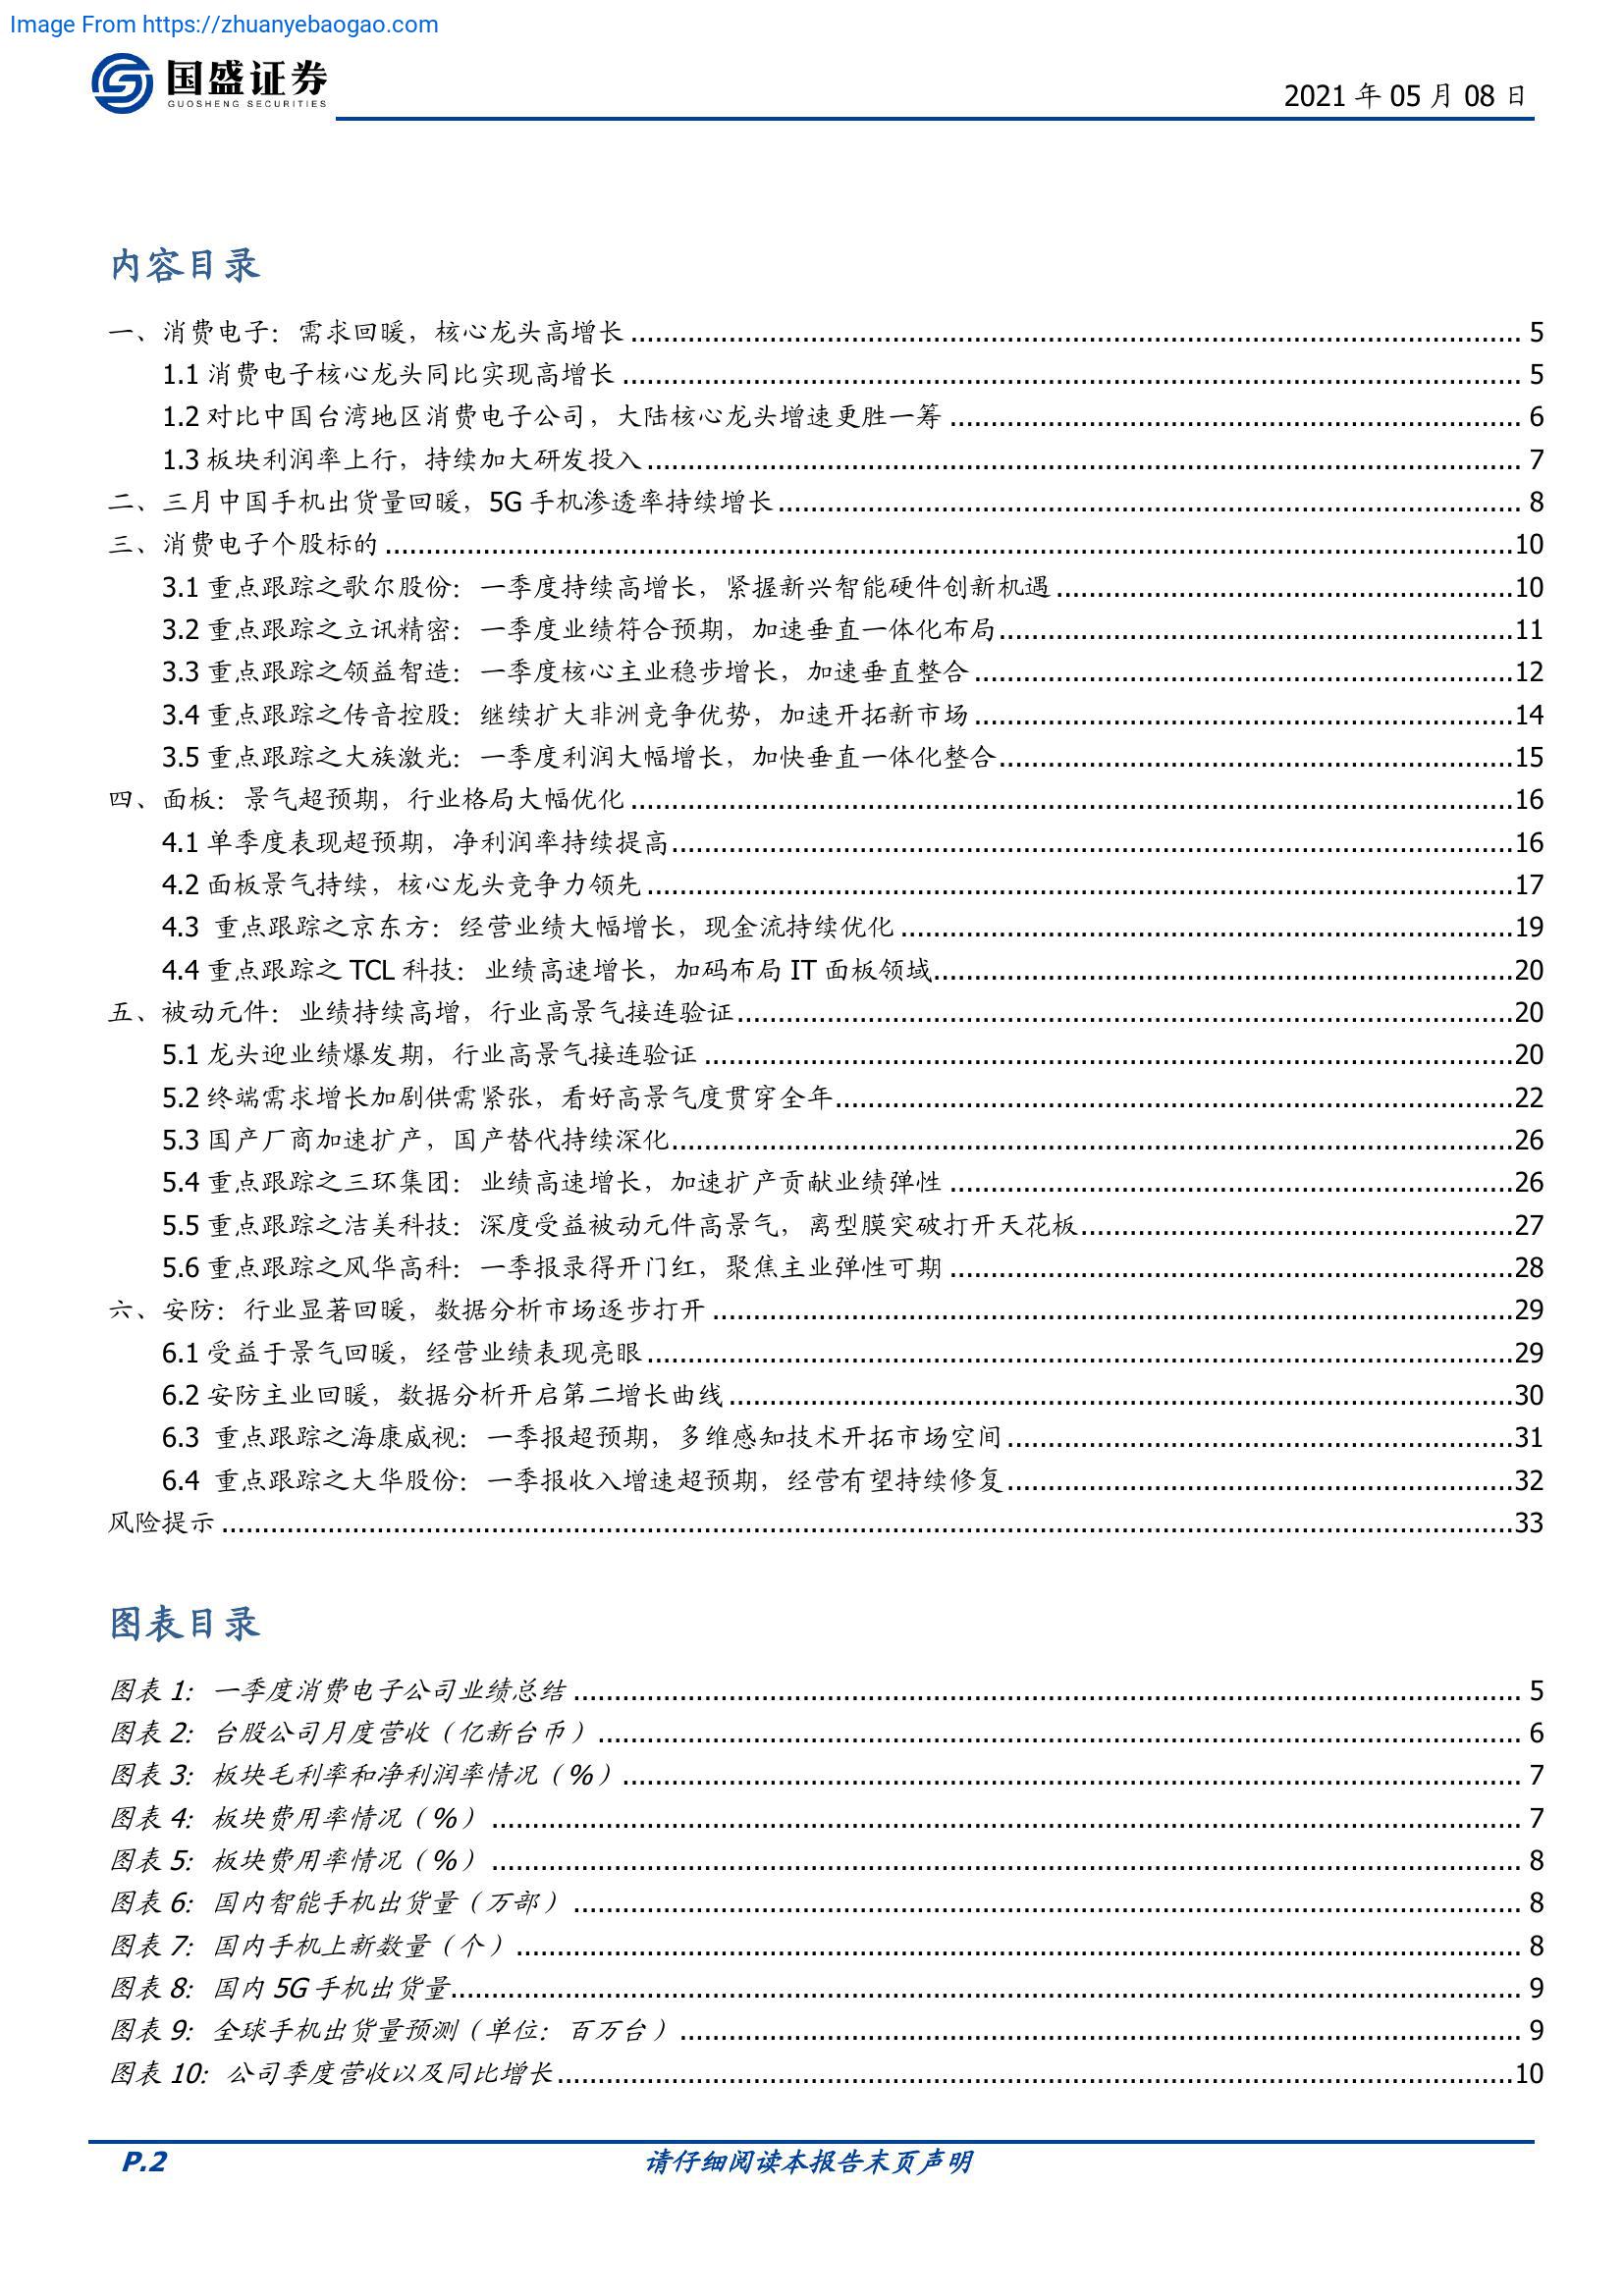 Image From https://zhuanyebaogao.com
国盛证券
GUOSHENG SECURITIES
2021 年 05 月 08 日
内容目录
一、消费电子：需求回暖，核心龙头高增长 5
1.1 消费电子核心龙头同比实现高增长 5
1.2 对比中国台湾地区消费电子公司，大陆核心龙头增速更胜一筹 6
1.3 板块利润率上行，持续加大研发投入 7
二、三月中国手机出货量回暖，5G 手机渗透率持续增长 8
三、消费电子个股标的 10
3.1 重点跟踪之歌尔股份：一季度持续高增长，紧握新兴智能硬件创新机遇 10
3.2 重点跟踪之立讯精密：一季度业绩符合预期，加速垂直一体化布局 11
3.3 重点跟踪之领益智造：一季度核心主业稳步增长，加速垂直整合 12
3.4 重点跟踪之传音控股：继续扩大非洲竞争优势，加速开拓新市场 14
3.5 重点跟踪之大族激光：一季度利润大幅增长，加快垂直一体化整合 15
四、面板：景气超预期，行业格局大幅优化 16
4.1 单季度表现超预期，净利润率持续提高 16
4.2 面板景气持续，核心龙头竞争力领先 17
4.3 重点跟踪之京东方：经营业绩大幅增长，现金流持续优化 19
4.4 重点跟踪之 TCL 科技：业绩高速增长，加码布局 IT 面板领域 20
五、被动元件：业绩持续高增，行业高景气接连验证 20
5.1 龙头迎业绩爆发期，行业高景气接连验证 20
5.2 终端需求增长加剧供需紧张，看好高景气度贯穿全年 22
5.3 国产厂商加速扩产，国产替代持续深化 26
5.4 重点跟踪之三环集团：业绩高速增长，加速扩产贡献业绩弹性 26
5.5 重点跟踪之洁美科技：深度受益被动元件高景气，离型膜突破打开天花板 27
5.6 重点跟踪之风华高科：一季报录得开门红，聚焦主业弹性可期 28
六、安防：行业显著回暖，数据分析市场逐步打开 29
6.1 受益于景气回暖，经营业绩表现亮眼 29
6.2 安防主业回暖，数据分析开启第二增长曲线 30
6.3 重点跟踪之海康威视：一季报超预期，多维感知技术开拓市场空间 31
6.4 重点跟踪之大华股份：一季报收入增速超预期，经营有望持续修复 32
风险提示 33
图表目录
图表 1：一季度消费电子公司业绩总结 5
图表 2：台股公司月度营收（亿新台币） 6
图表 3：板块毛利率和净利润率情况（%） 7
图表 4：板块费用率情况（%） 7
图表 5：板块费用率情况（%） 8
图表 6：国内智能手机出货量（万部） 8
图表 7：国内手机上新数量（个） 8
图表 8：国内 5G 手机出货量 9
图表 9：全球手机出货量预测（单位：百万台） 9
图表 10：公司季度营收以及同比增长 10
P.2
请仔细阅读本报告末页声明